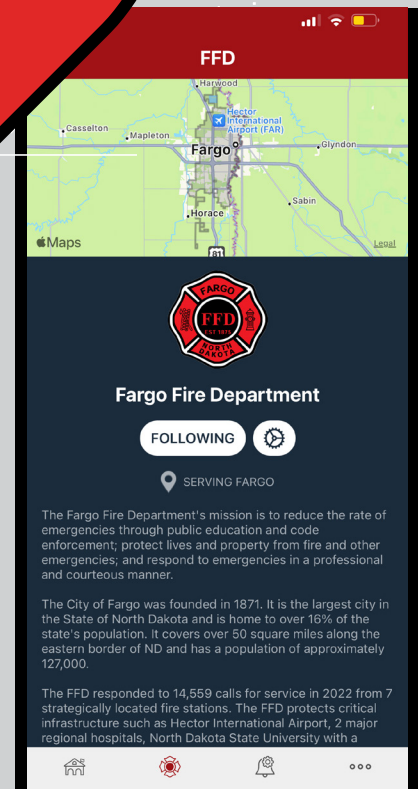 FFD
Harwood
Hector
International
Airport (FAR)
Casselton
Mapleton
Fargo
Glyndon
Sabin
Horace
81
Maps
Legal
FARGO
FFD
EST 1876
NORTH
DAKOTA
Fargo Fire Department
FOLLOWING
SERVING FARGO
The Fargo Fire Department's mission is to reduce the rate of
emergencies through public education and code
enforcement; protect lives and property from fire and other
emergencies; and respond to emergencies in a professional
and courteous manner.
The City of Fargo was founded in 1871. It is the largest city in
the State of North Dakota and is home to over 16% of the
state's population. It covers over 50 square miles along the
eastern border of ND and has a population of approximately
127,000.
The FFD responded to 14,559 calls for service in 2022 from 7
strategically located fire stations. The FFD protects critical
infrastructure such as Hector International Airport, 2 major
regional hospitals, North Dakota State University with a